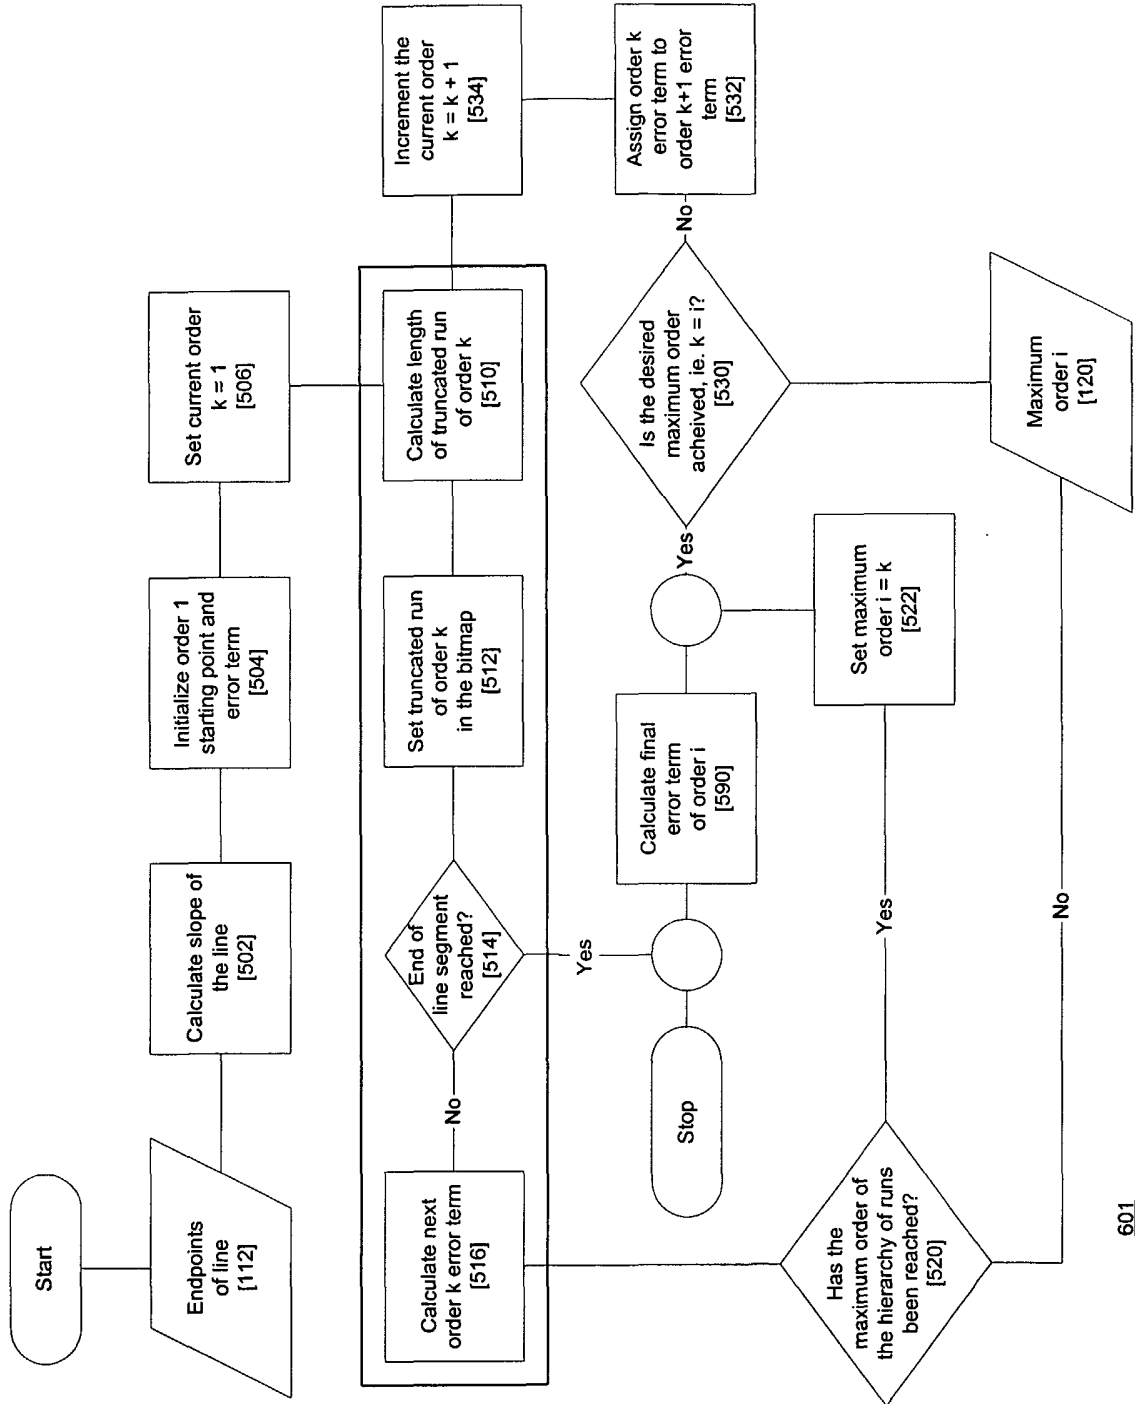 Start
Endpoints
of line
[112]
Calculate slope of
the line
[502]
Initialize order 1
starting point and
error term
[504]
Set current order
k = 1
[506]
Calculate length
of truncated run
of order k
[510]
Set truncated run
of order k
in the bitmap
[512]
End of
line segment
reached?
[514]
Yes
No
Calculate next
order k error term
[516]
Has the
maximum order of
the hierarchy of runs
been reached?
[520]
Yes
No
Set maximum
order i = k
[522]
Maximum
order i
[120]
Is the desired
maximum order
acheived, ie. k = i?
[530]
Yes
No
Assign order k
error term to
order k+1 error
term
[532]
Increment the
current order
k = k + 1
[534]
Calculate final
error term
of order i
[590]
Stop
601